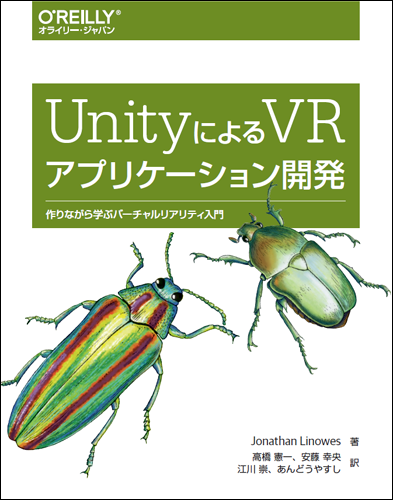 O'REILLY®
オライリー・ジャパン
UnityによるVR
アプリケーション開発
作りながら学ぶバーチャルリアリティ入門
Jonathan Linowes 著
高橋 憲一、安藤 幸央
江川 崇、あんどうやすし 訳